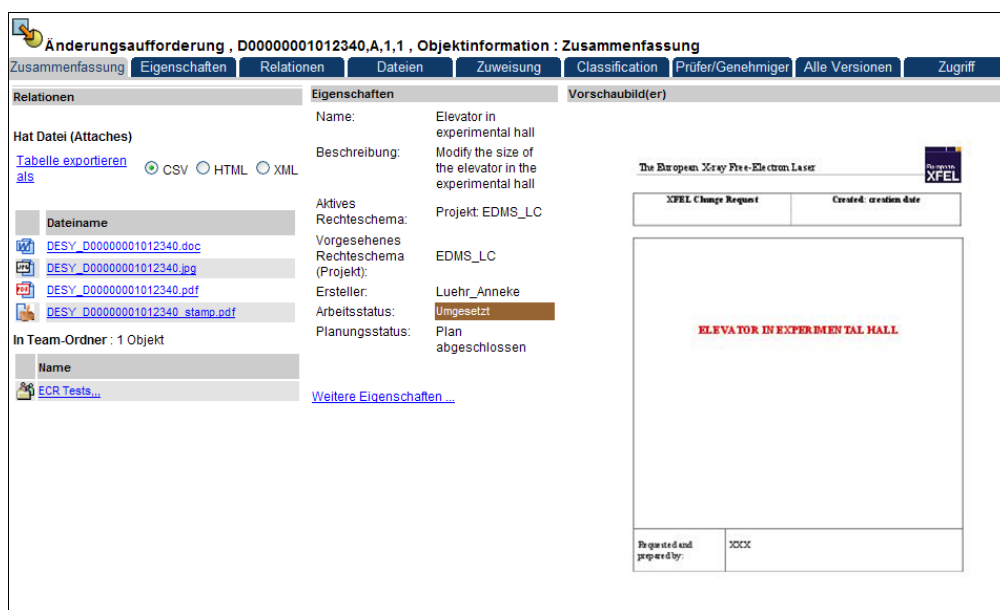 Änderungsaufforderung , D00000001012340,A,1,1 , Objektinformation : Zusammenfassung
Zusammenfassung Eigenschaften Relationen Dateien Zuweisung Classification Prüfer/Genehmiger Alle Versionen Zugriff
Relationen
Hat Datei (Attaches)
Tabelle exportieren
als
CSV HTML XML
Dateiname
DESY_D00000001012340.doc
DESY_D00000001012340.jpg
DESY_D00000001012340.pdf
DESY_D00000001012340_stamp.pdf
In Team-Ordner : 1 Objekt
Name
ECR Tests...
Eigenschaften
Name: Elevator in
experimental hall
Beschreibung: Modify the size of
the elevator in the
experimental hall
Aktives
Rechteschema: Projekt: EDMS_LC
Vorgesehenes
Rechteschema EDMS_LC
(Projekt):
Ersteller: Luehr_Anneke
Arbeitsstatus: Umgesetzt
Planungsstatus: Plan
abgeschlossen
Weitere Eigenschaften ...
Vorschaubild(er)
The European X-ray Free-Electron Laser
European
XFEL
XFEL Change Request Created: creation date
ELEVATOR IN EXPERIMENTAL HALL
Requested and XXX
prepared by: